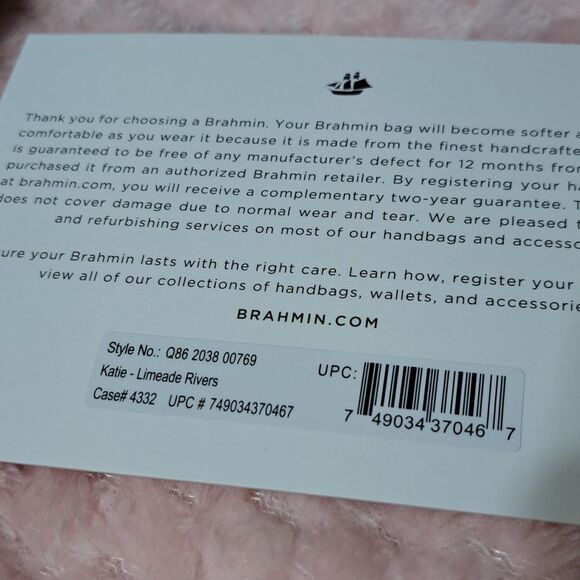 Thank you for choosing a Brahmin. Your Brahmin bag will become softer
comfortable as you wear it because it is made from the finest
is guaranteed to be free of any manufacturer's defect for 12 months
purchased it from an authorized Brahmin retailer. By registering your
at brahmin.com, you will receive a complementary two-year guarantee.
does not cover damage due to normal wear and tear. We are pleased
and refurbishing services on most of our handbags and
your Brahmin lasts with the right care. Learn how, register your
view all of our collections of handbags, wallets, and
BRAHMIN.COM
Style No.: Q86 2038 00769
Katie - Limeade Rivers
Case# 4332 UPC # 749034370467
UPC:
7 49034 37046 7